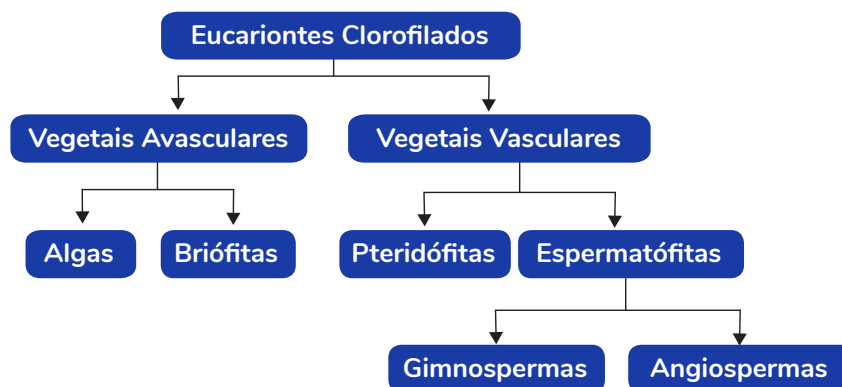 Eucariontes Clorofilados
Vegetais Avasculares
Vegetais Vasculares
Algas
Briófitas
Pteridófitas
Espermatófitas
Gimnospermas
Angiospermas